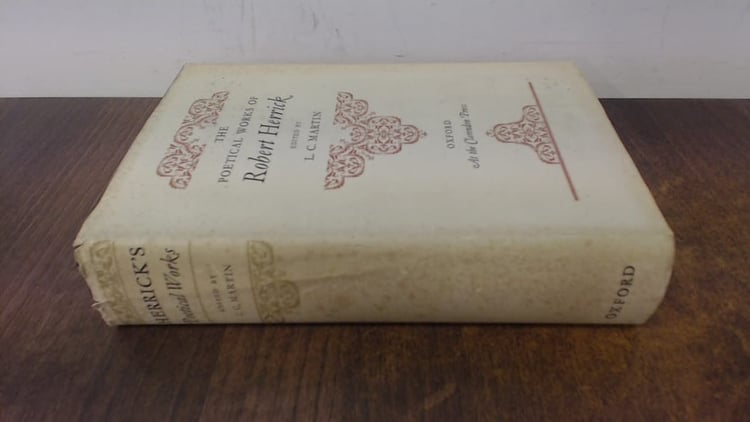 THE
POETICAL WORKS OF
Robert Herrick
EDITED BY
L. C. MARTIN
OXFORD
At the Clarendon Press
HERRICK'S
Poetical Works
EDITED BY
L. C. MARTIN
OXFORD